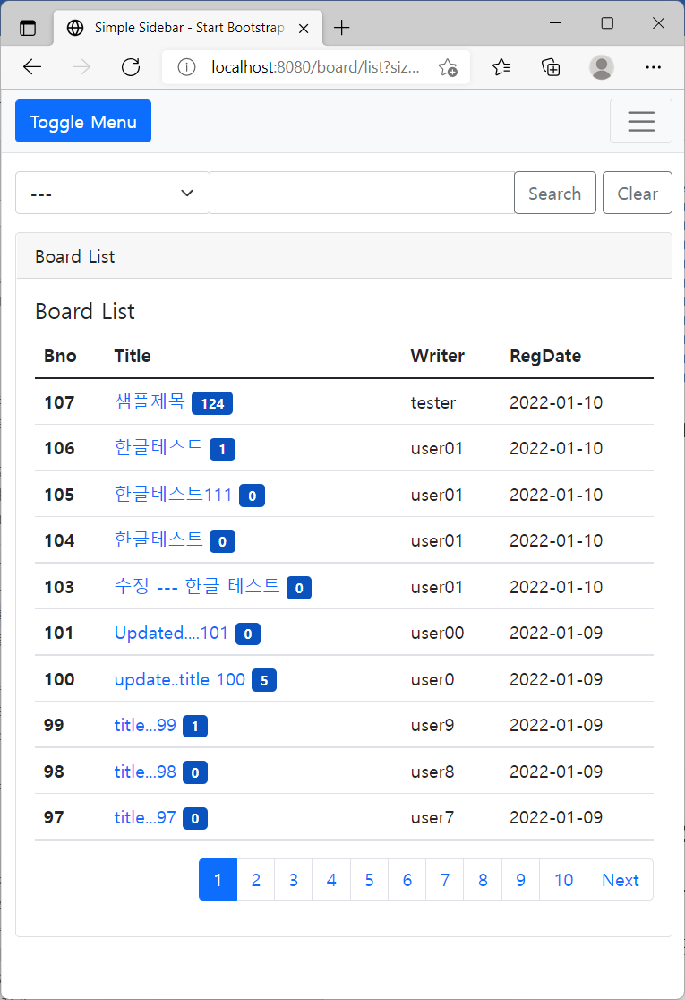 Simple Sidebar - Start Bootstrap
localhost:8080/board/list?siz...
Toggle Menu
---
Search
Clear
Board List
Board List
Bno Title Writer RegDate
107 샘플제목 124 tester 2022-01-10
106 한글테스트 1 user01 2022-01-10
105 한글테스트111 0 user01 2022-01-10
104 한글테스트 0 user01 2022-01-10
103 수정 --- 한글 테스트 0 user01 2022-01-10
101 Updated....101 0 user00 2022-01-09
100 update..title 100 5 user0 2022-01-09
99 title...99 1 user9 2022-01-09
98 title...98 0 user8 2022-01-09
97 title...97 0 user7 2022-01-09
1 2 3 4 5 6 7 8 9 10 Next